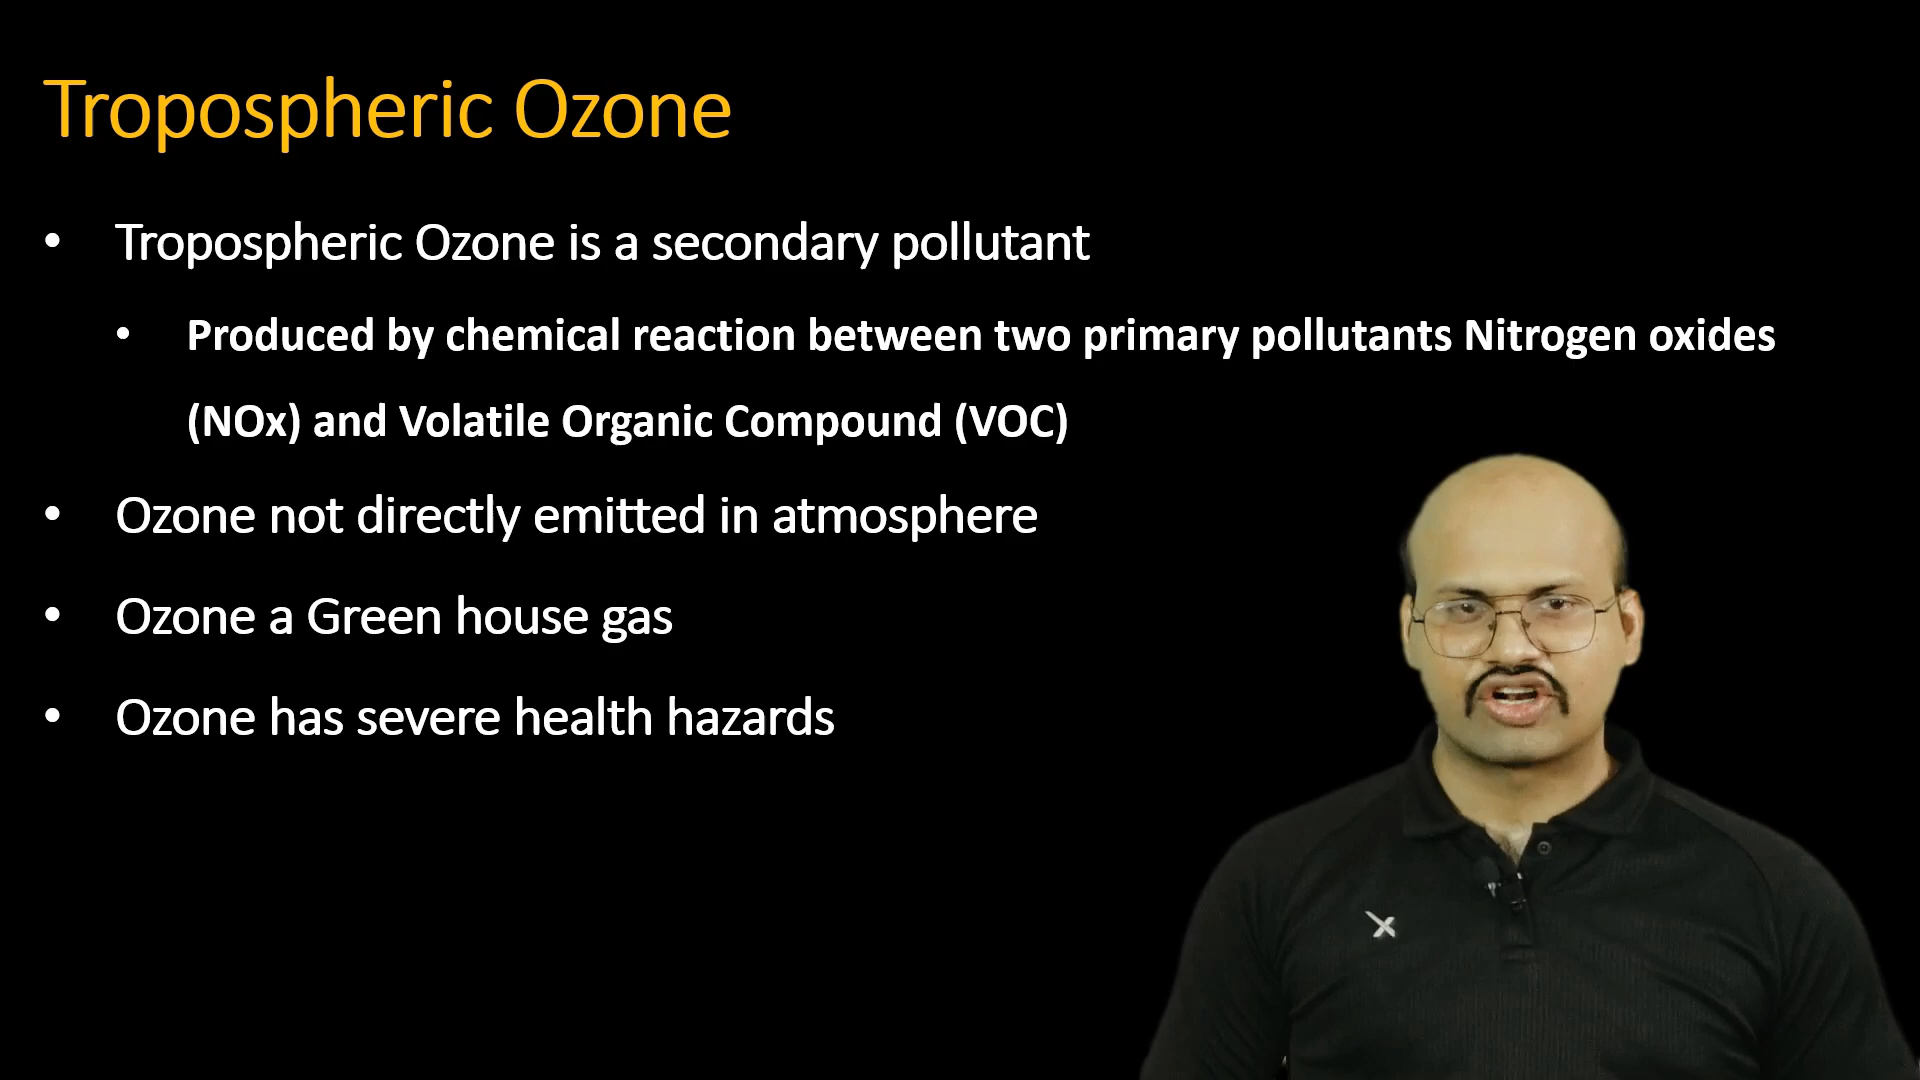 Tropospheric Ozone
• Tropospheric Ozone is a secondary pollutant
• Produced by chemical reaction between two primary pollutants Nitrogen oxides
(NOx) and Volatile Organic Compound (VOC)
• Ozone not directly emitted in atmosphere
• Ozone a Green house gas
• Ozone has severe health hazards